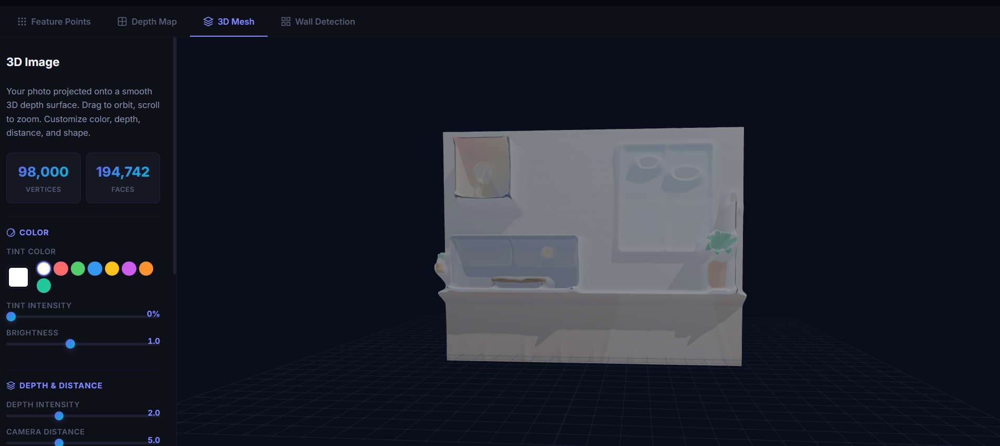 Feature Points
Depth Map
3D Mesh
Wall Detection
3D Image
Your photo projected onto a smooth
3D depth surface. Drag to orbit, scroll
to zoom. Customize color, depth,
distance, and shape.
98,000
VERTICES
194,742
FACES
COLOR
TINT COLOR
TINT INTENSITY
0%
BRIGHTNESS
1.0
DEPTH & DISTANCE
DEPTH INTENSITY
2.0
CAMERA DISTANCE
5.0